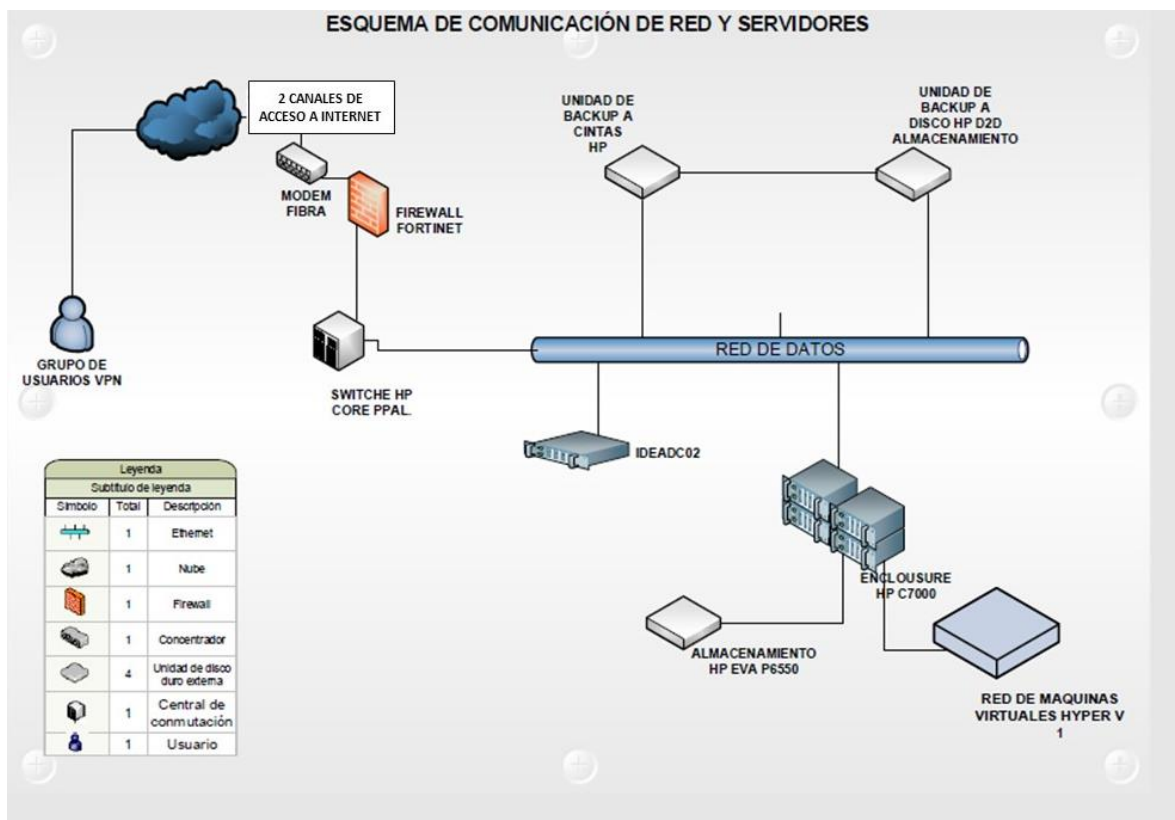 ESQUEMA DE COMUNICACIÓN DE RED Y SERVIDORES
2 CANALES DE
ACCESO A INTERNET
MODEM
FIBRA
FIREWALL
FORTINET
UNIDAD DE
BACKUP A
CINTAS
HP
UNIDAD DE
BACKUP A
DISCO HP D2D
ALMACENAMIENTO
GRUPO DE
USUARIOS VPN
SWITCHE HP
CORE PPAL.
RED DE DATOS
IDEADC02
ENCLOUSURE
HP C7000
ALMACENAMIENTO
HP EVA P6550
RED DE MAQUINAS
VIRTUALES HYPER V
1
Leyenda
Subtítulo de leyenda
Símbolo Total Descripción
1 Ethernet
1 Nube
1 Firewall
1 Concentrador
4 Unidad de disco
duro externa
1 Central de
conmutación
1 Usuario